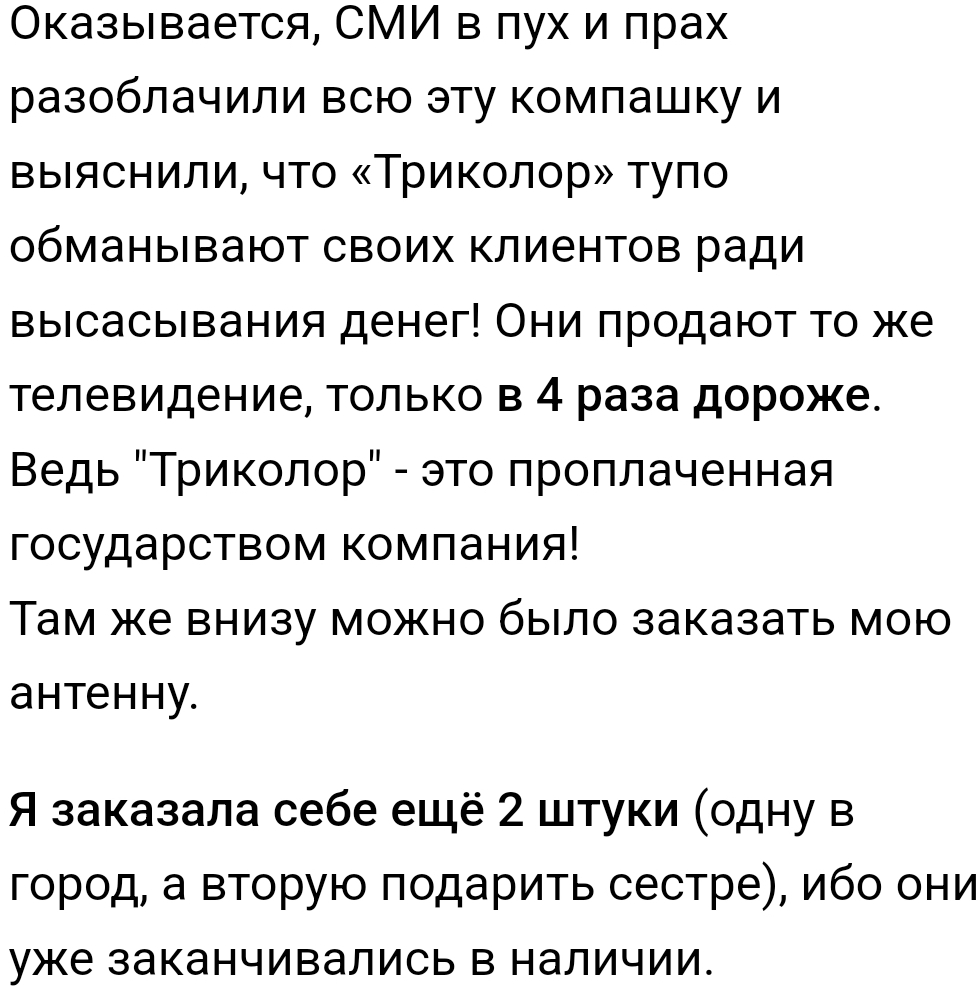 Оказывается, СМИ в пух и прах
разоблачили всю эту компашку и
выяснили, что «Триколор» тупо
обманывают своих клиентов ради
высасывания денег! Они продают то же
телевидение, только в 4 раза дороже.
Ведь "Триколор" - это проплаченная
государством компания!
Там же внизу можно было заказать мою
антенну.
Я заказала себе ещё 2 штуки (одну в
город, а вторую подарить сестре), ибо они
уже заканчивались в наличии.